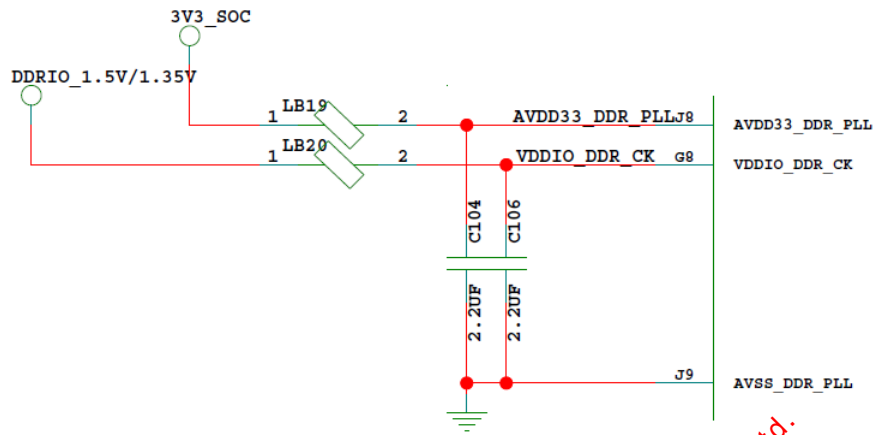 3V3_SOC
DDRIO_1.5V/1.35V
1 LB19 2 AVDD33_DDR_PLL J8 AVDD33_DDR_PLL
1 LB20 2 VDDIO_DDR_CK G8 VDDIO_DDR_CK
C104 C106
2.2UF 2.2UF
J9 AVSS_DDR_PLL
td.